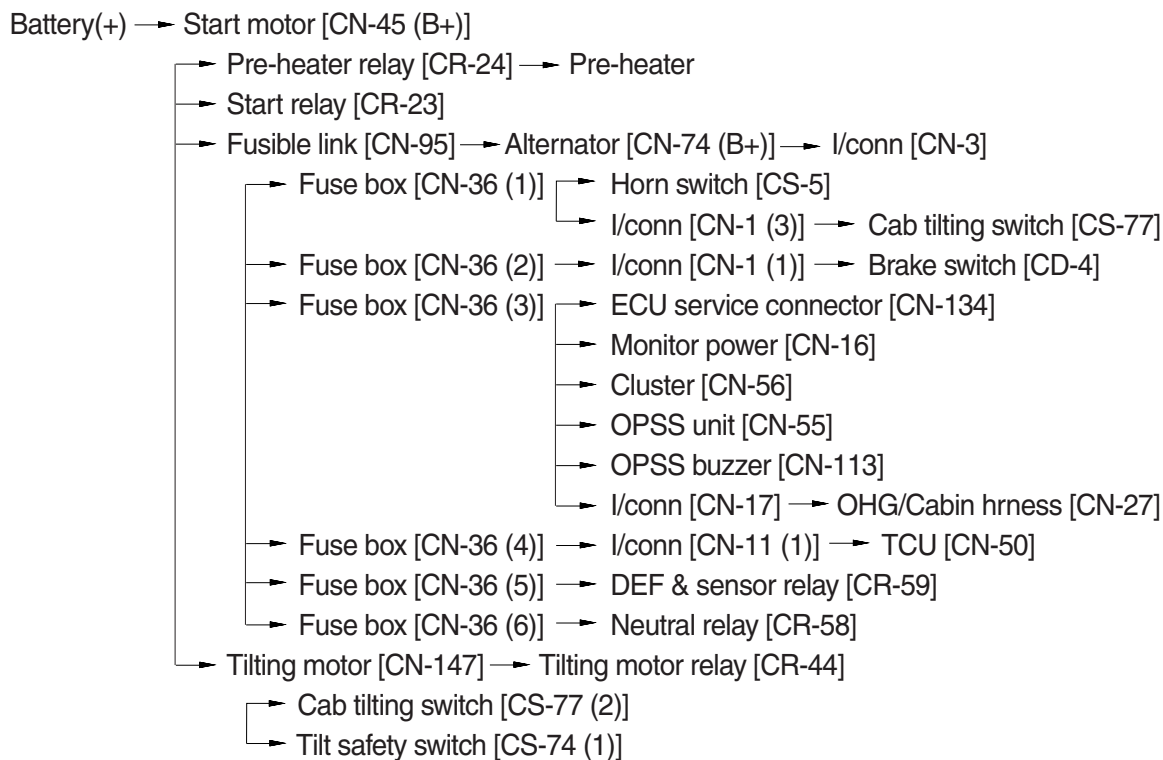 Battery(+) Start motor [CN-45 (B+)]
Pre-heater relay [CR-24] Pre-heater
Start relay [CR-23]
Fusible link [CN-95] Alternator [CN-74 (B+)] I/conn [CN-3]
Fuse box [CN-36 (1)] Horn switch [CS-5]
I/conn [CN-1 (3)] Cab tilting switch [CS-77]
Fuse box [CN-36 (2)] I/conn [CN-1 (1)] Brake switch [CD-4]
Fuse box [CN-36 (3)] ECU service connector [CN-134]
Monitor power [CN-16]
Cluster [CN-56]
OPSS unit [CN-55]
OPSS buzzer [CN-113]
I/conn [CN-17] OHG/Cabin hrness [CN-27]
Fuse box [CN-36 (4)] I/conn [CN-11 (1)] TCU [CN-50]
Fuse box [CN-36 (5)] DEF & sensor relay [CR-59]
Fuse box [CN-36 (6)] Neutral relay [CR-58]
Tilting motor [CN-147] Tilting motor relay [CR-44]
Cab tilting switch [CS-77 (2)]
Tilt safety switch [CS-74 (1)]